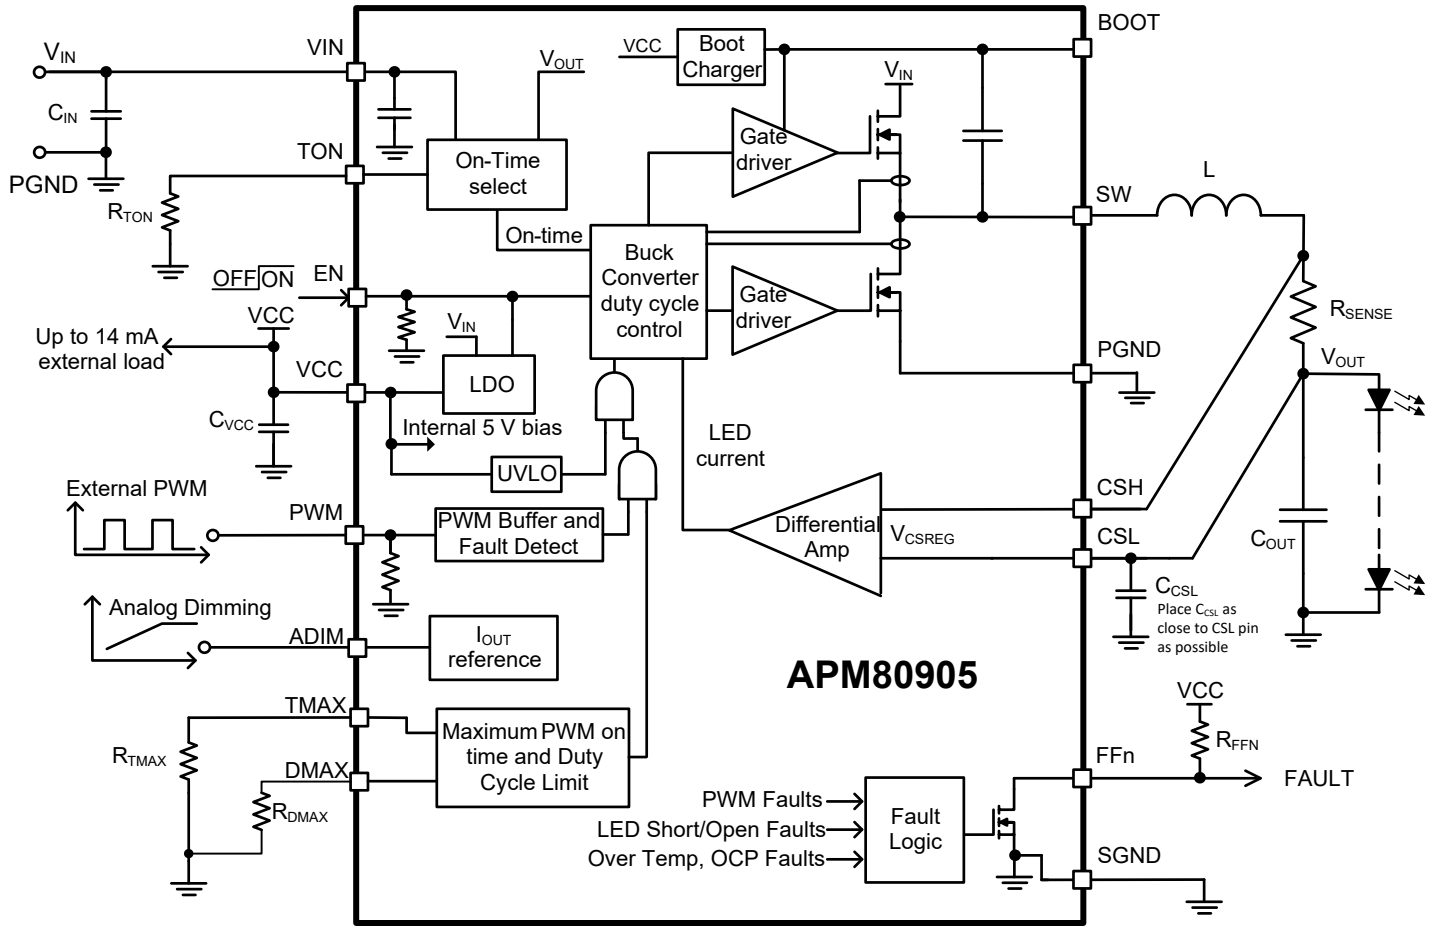 BOOT
VIN
VIN
VCC
Boot
Charger
VOUT
VIN
CIN
TON
On-Time
select
Gate
driver
PGND
RTON
SW
L
On-time
Buck
Converter
duty cycle
control
OFF ON
EN
Gate
driver
RSENSE
VCC
VIN
Up to 14 mA
external load
VCC
LDO
PGND
VOUT
CVCC
Internal 5 V bias
LED
current
UVLO
External PWM
PWM
PWM Buffer and
Fault Detect
Differential
Amp
VCSREG
CSH
CSL
COUT
CCSL
Place CCSL as
close to CSL pin
as possible
Analog Dimming
ADIM
IOUT
reference
APM80905
TMAX
RTMAX
DMAX
RDMAX
Maximum PWM on
time and Duty
Cycle Limit
VCC
RFFN
FFn
FAULT
PWM Faults
LED Short/Open Faults
Over Temp, OCP Faults
Fault
Logic
SGND